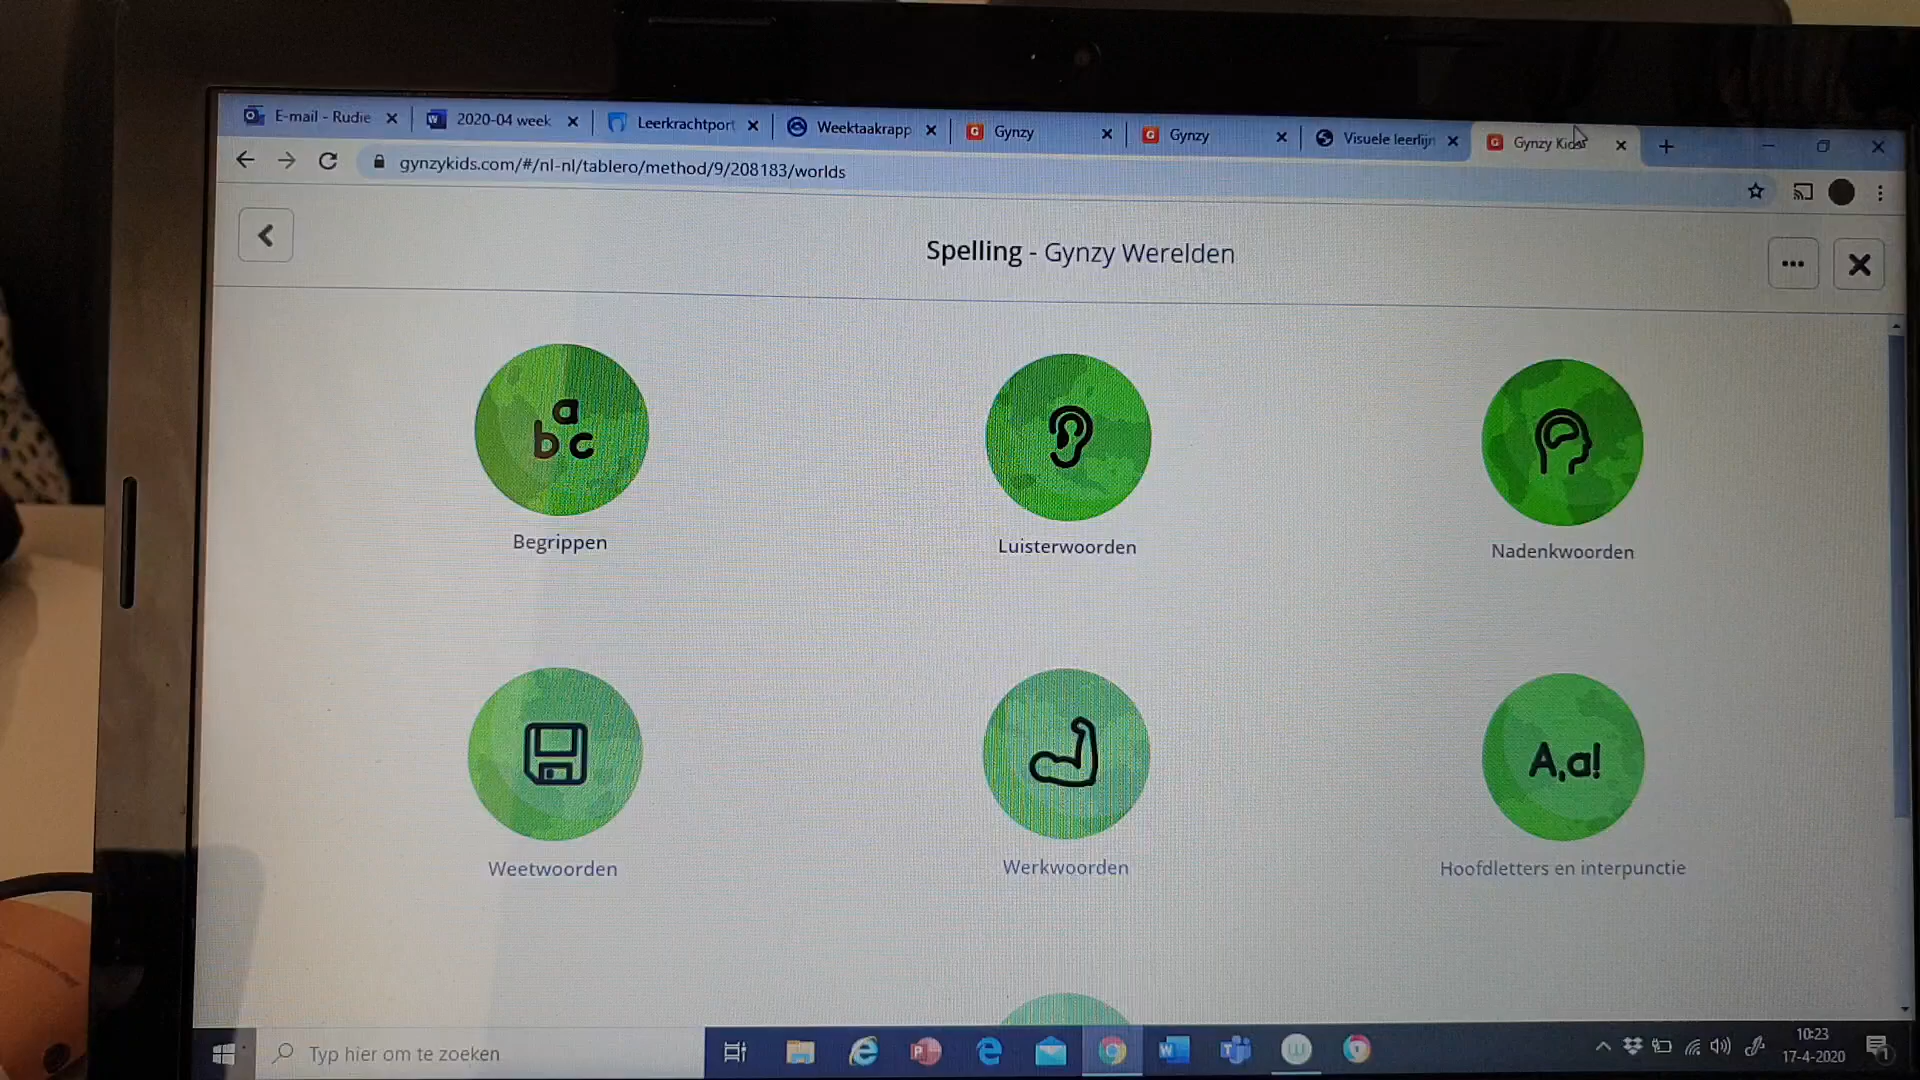 E-mail - Rudie
2020-04 week
Leerkrachtport
Weektaakrapp
Gynzy
Gynzy
Visuele leerlijn
Gynzy Kids
gynzykids.com/#/nl-nl/tablero/method/9/208183/worlds
Spelling - Gynzy Werelden
a
b c
Begrippen
Luisterwoorden
Nadenkwoorden
A,a!
Weetwoorden
Werkwoorden
Hoofdletters en interpunctie
Typ hier om te zoeken
10:23
17-4-2020